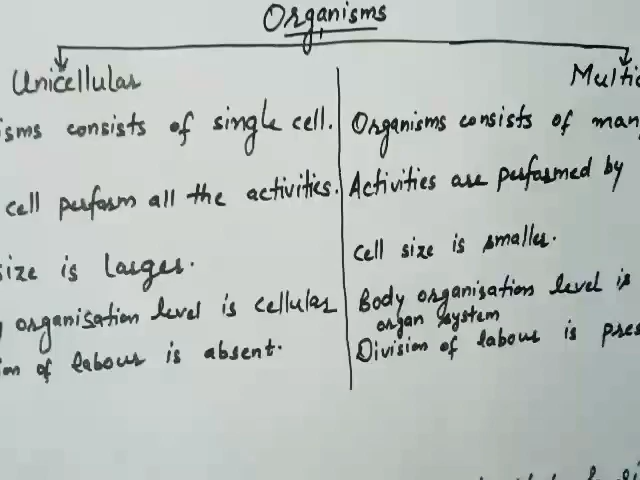 Organisms
Unicellular
isms consists of single cell.
cell perform all the activities.
size is larger.
organisation level is cellular
ion of labour is absent.
Multic
Organisms consists of man
Activities are performed by
cell size is smaller.
Body organisation level is
organ system
Division of labour is pres